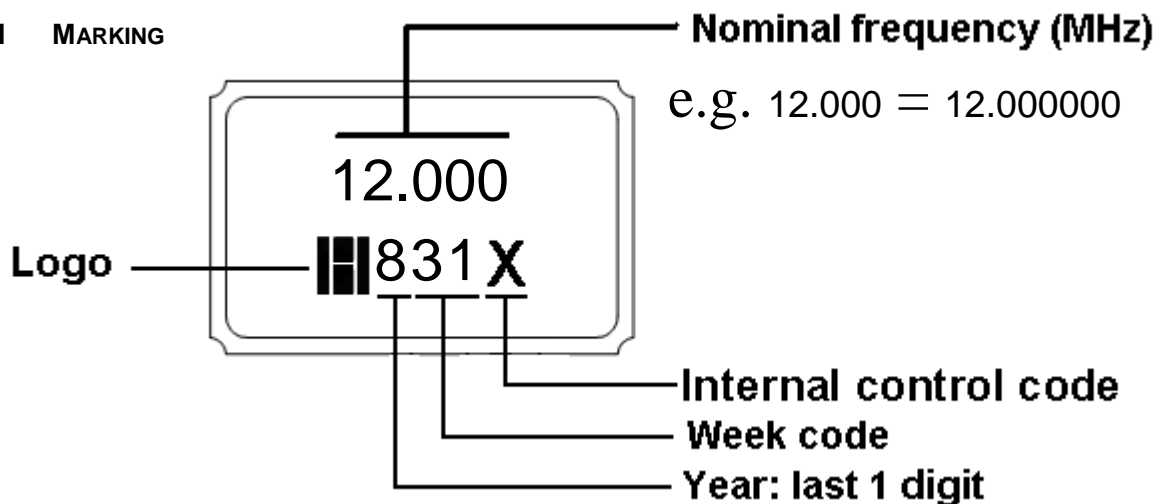 MARKING
Nominal frequency (MHz)
e.g. 12.000 = 12.000000
12.000
Logo
831X
Internal control code
Week code
Year: last 1 digit